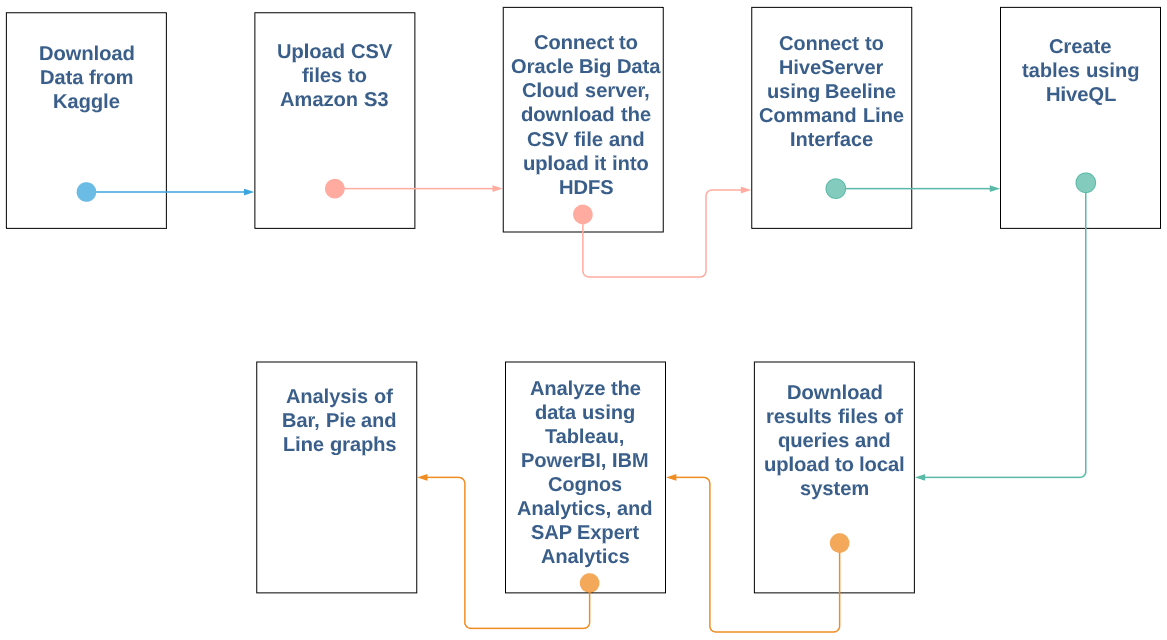 Download
Data from
Kaggle
Upload CSV
files to
Amazon S3
Connect to
Oracle Big Data
Cloud server,
download the
CSV file and
upload it into
HDFS
Connect to
HiveServer
using Beeline
Command Line
Interface
Create
tables using
HiveQL
Download
results files of
queries and
upload to local
system
Analyze the
data using
Tableau,
PowerBI, IBM
Cognos
Analytics, and
SAP Expert
Analytics
Analysis of
Bar, Pie and
Line graphs